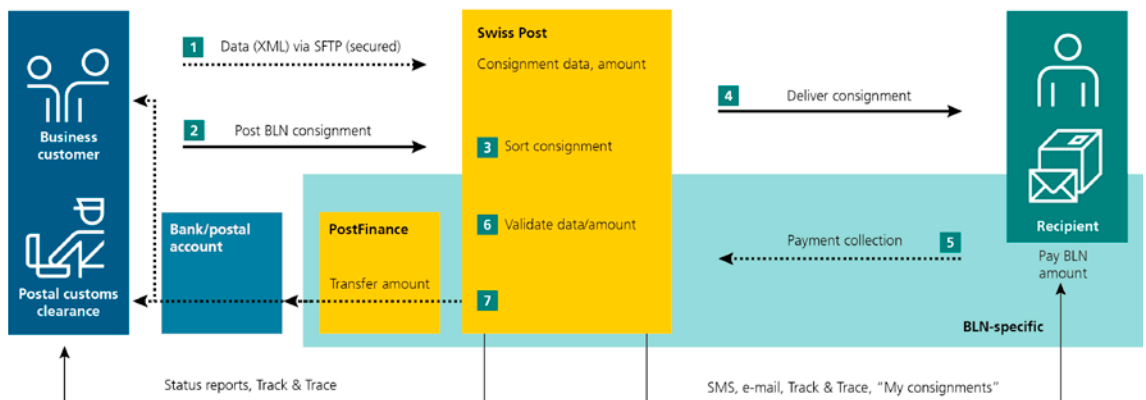 1 Data (XML) via SFTP (secured)
Swiss Post
Consignment data, amount
4 Deliver consignment
Business
customer
2 Post BLN consignment
3 Sort consignment
Bank/postal
account
PostFinance
6 Validate data/amount
Recipient
Payment collection 5
Pay BLN
amount
Postal customs
clearance
Transfer amount
7
BLN-specific
Status reports, Track & Trace
SMS, e-mail, Track & Trace, “My consignments”